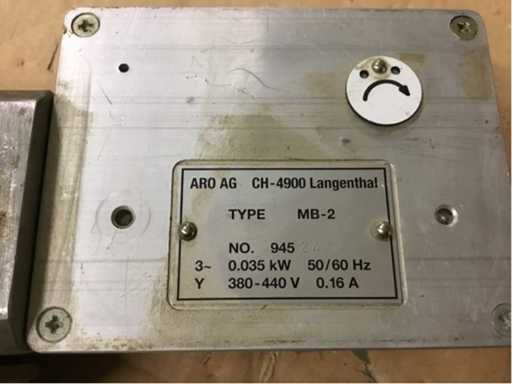 ARO AG CH-4900 Langenthal
TYPE MB-2
NO. 945
3~ 0.035 kW 50/60 Hz
Y 380-440 V 0.16 A